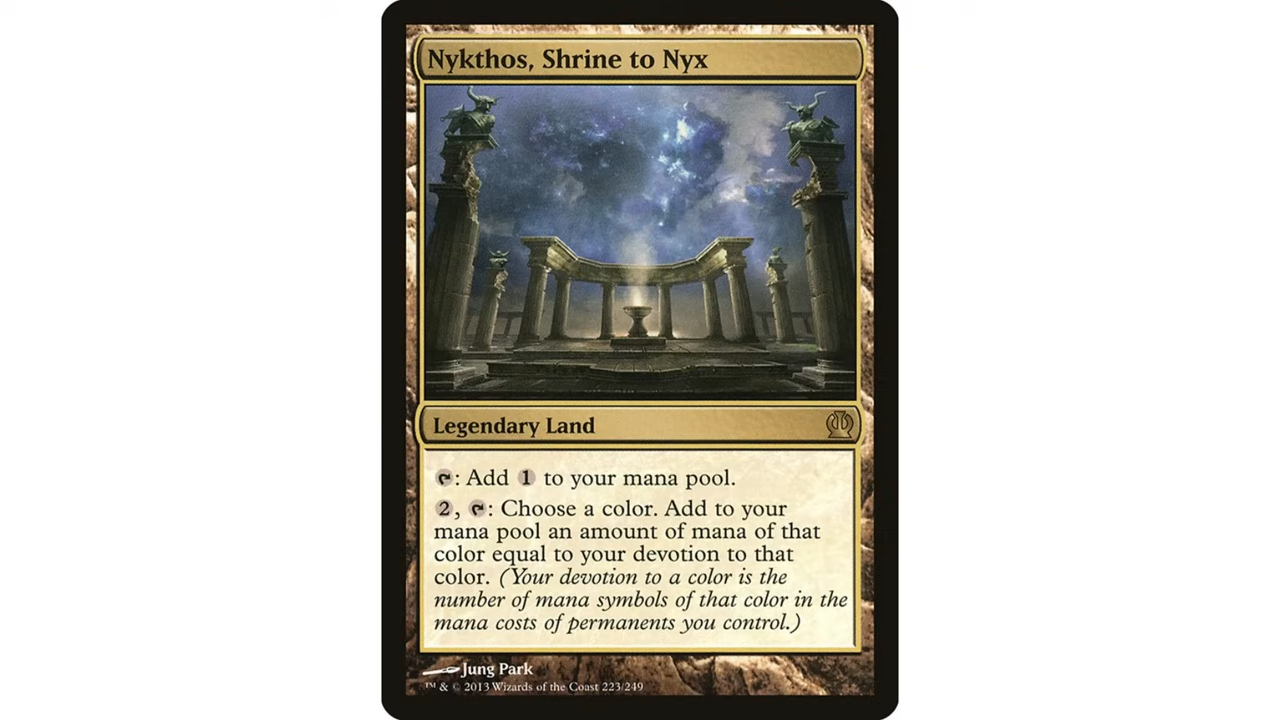 Nykthos, Shrine to Nyx
Legendary Land
: Add 1 to your mana pool.
2, : Choose a color. Add to your
mana pool an amount of mana of that
color equal to your devotion to that
color. (Your devotion to a color is the
number of mana symbols of that color in the
mana costs of permanents you control.)
Jung Park
™ & © 2013 Wizards of the Coast 223/249